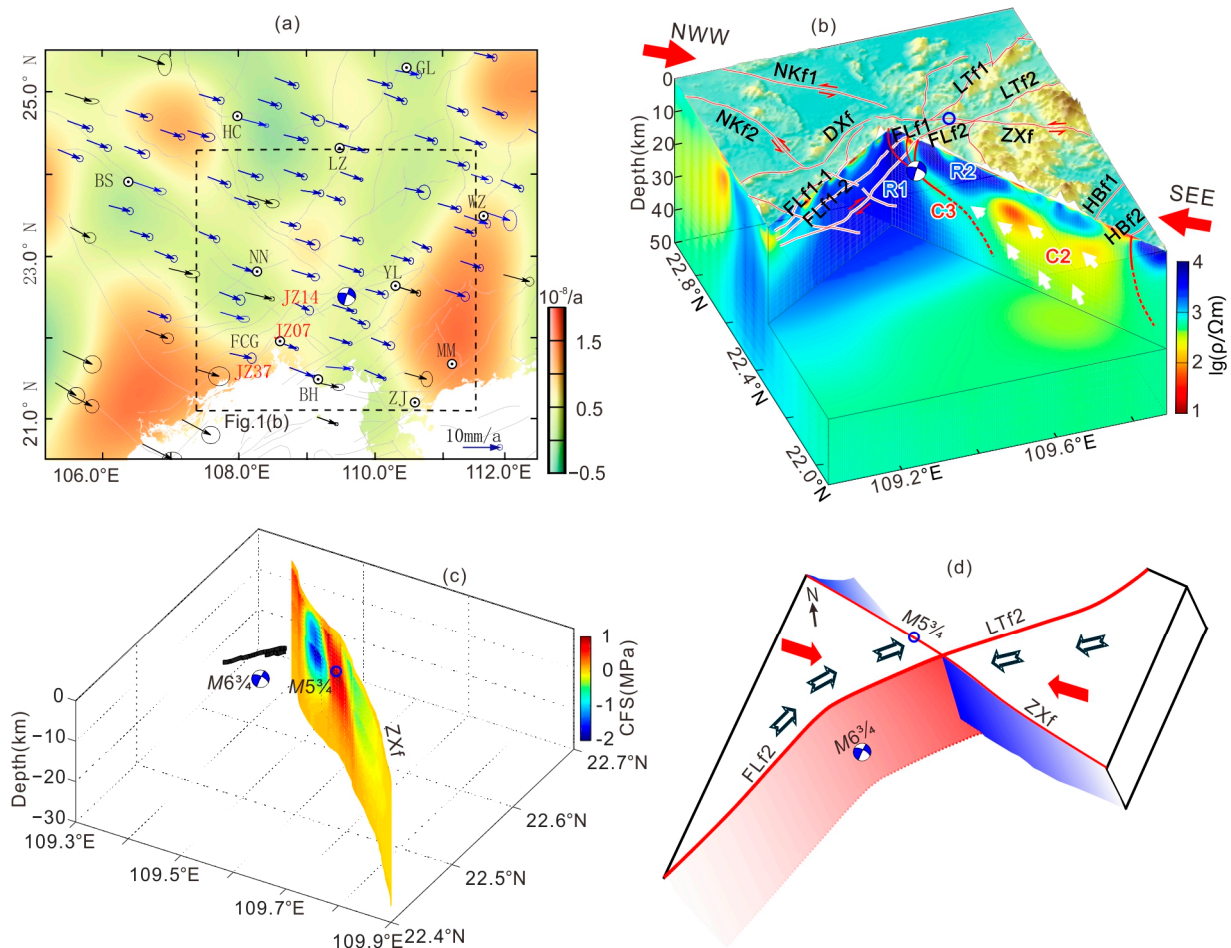 (a)
25.0° N
23.0°N
21.0°N
106.0°E
108.0°E
110.0°E
112.0°E
GL
HC
LZ
BS
WZ
NN
YL
JZ14
JZ07
FCG
JZ37
MM
BH
ZJ
Fig.1(b)
10mm/a
10⁻⁸/a
1.5
0.5
−0.5
(b)
NWW
SEE
Depth(km)
0
10
20
30
40
50
NKf1
NKf2
DXf
LTf1
LTf2
FLf1
FLf2
ZXf
FLf1-1
FLf1-2
R1
R2
C3
C2
HBf1
HBf2
22.8°N
22.4°N
22.0°N
109.2°E
109.6°E
4
3
2
1
lg(ρ/Ωm)
(c)
Depth(km)
0
−10
−20
−30
109.3°E
109.5°E
109.7°E
109.9°E
22.4°N
22.5°N
22.6°N
22.7°N
M6¾
M5¾
ZXf
1
0
−1
−2
CFS(MPa)
(d)
N
M5¾
LTf2
ZXf
FLf2
M6¾